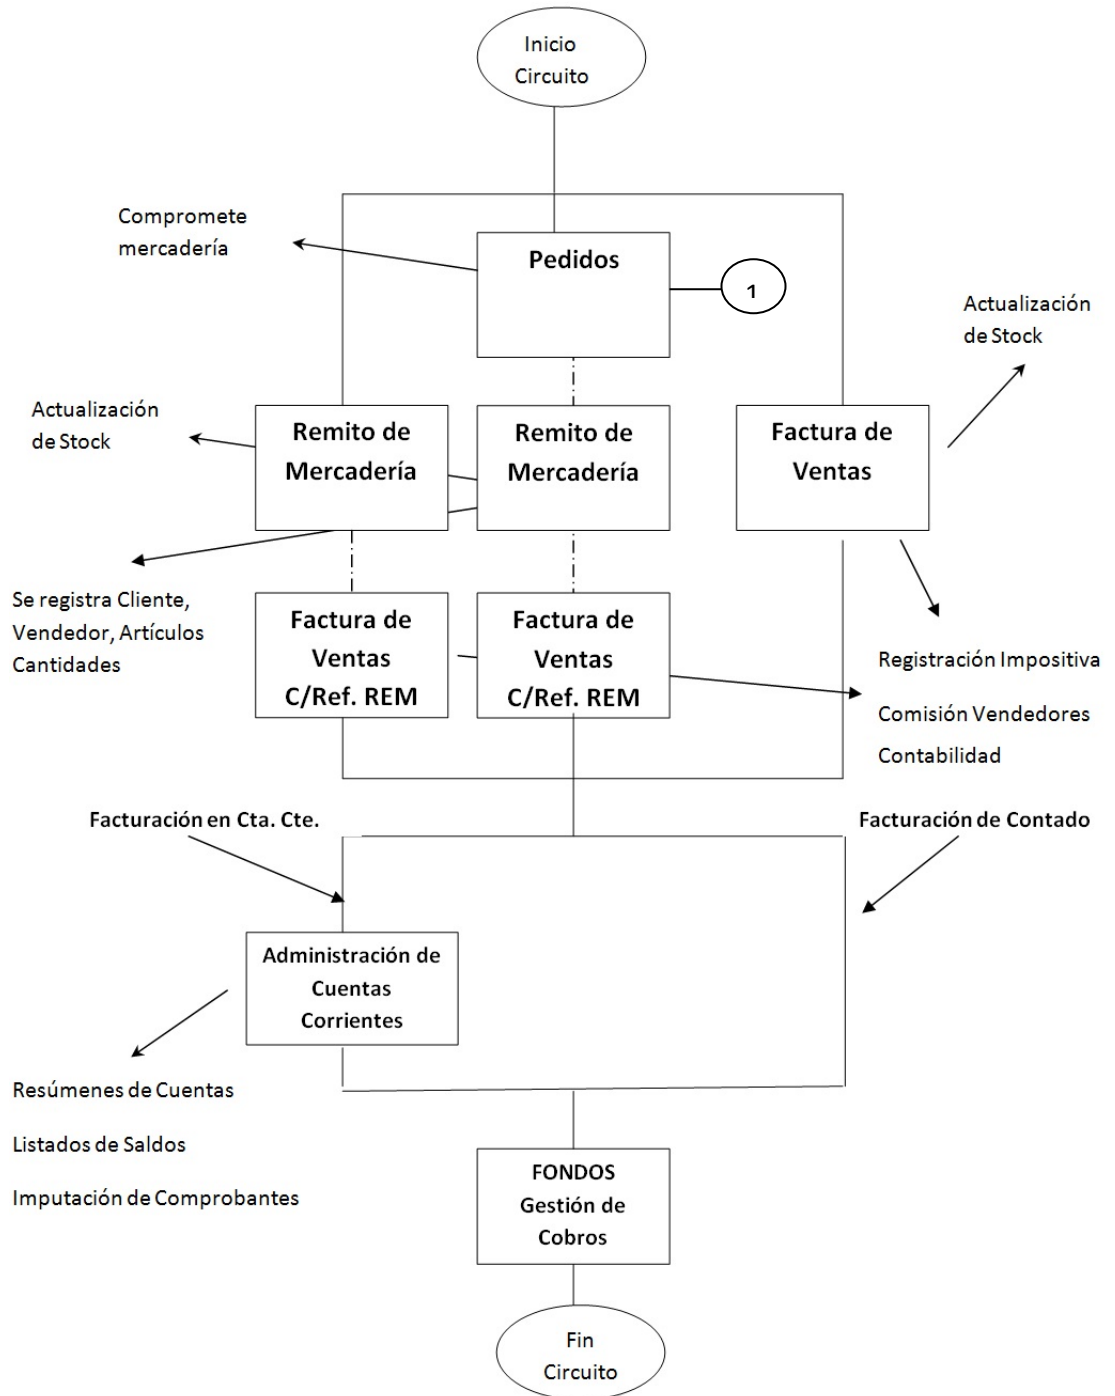 Inicio
Circuito
Compromete
mercadería
Pedidos
1
Actualización
de Stock
Actualización
de Stock
Remito de
Mercadería
Remito de
Mercadería
Factura de
Ventas
Se registra Cliente,
Vendedor, Artículos
Cantidades
Factura de
Ventas
C/Ref. REM
Factura de
Ventas
C/Ref. REM
Registración Impositiva
Comisión Vendedores
Contabilidad
Facturación en Cta. Cte.
Facturación de Contado
Administración de
Cuentas
Corrientes
Resúmenes de Cuentas
Listados de Saldos
Imputación de Comprobantes
FONDOS
Gestión de
Cobros
Fin
Circuito